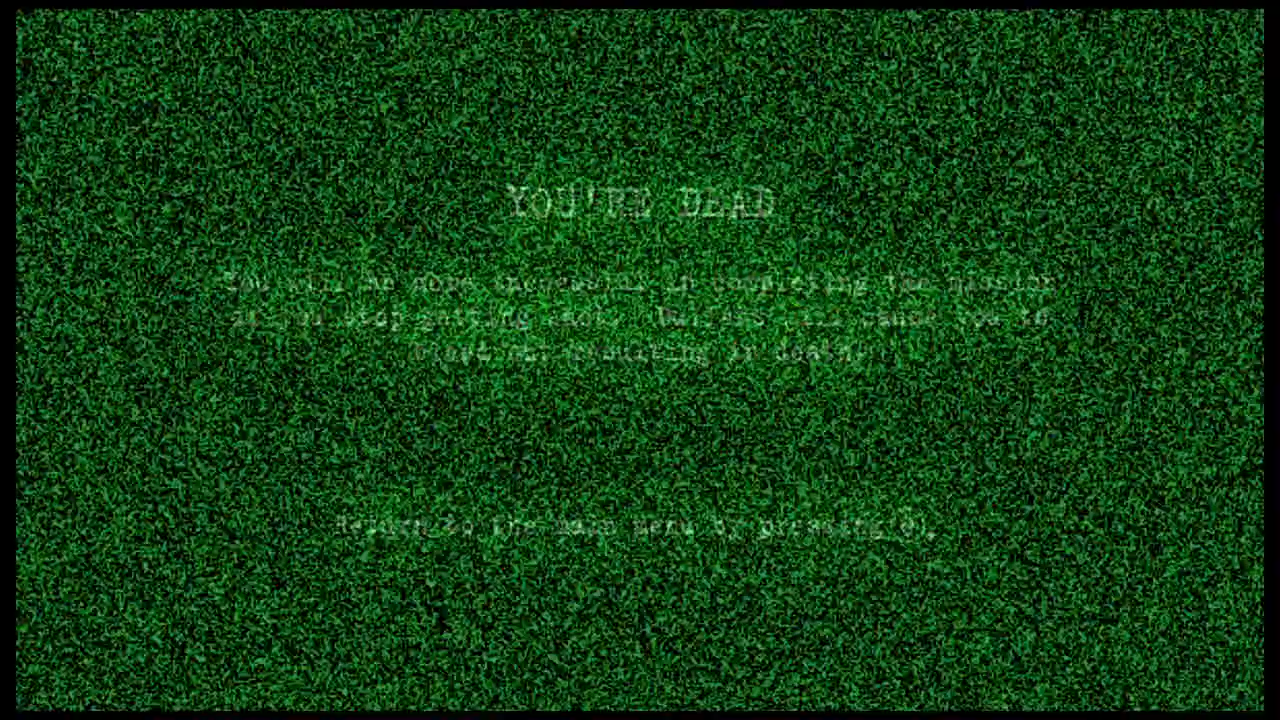 YOU'RE DEAD
You will be more successful in completing the mission
if you stop getting shot. Bullets will cause you to
bleed out resulting in death.
Return to the main menu by pressing